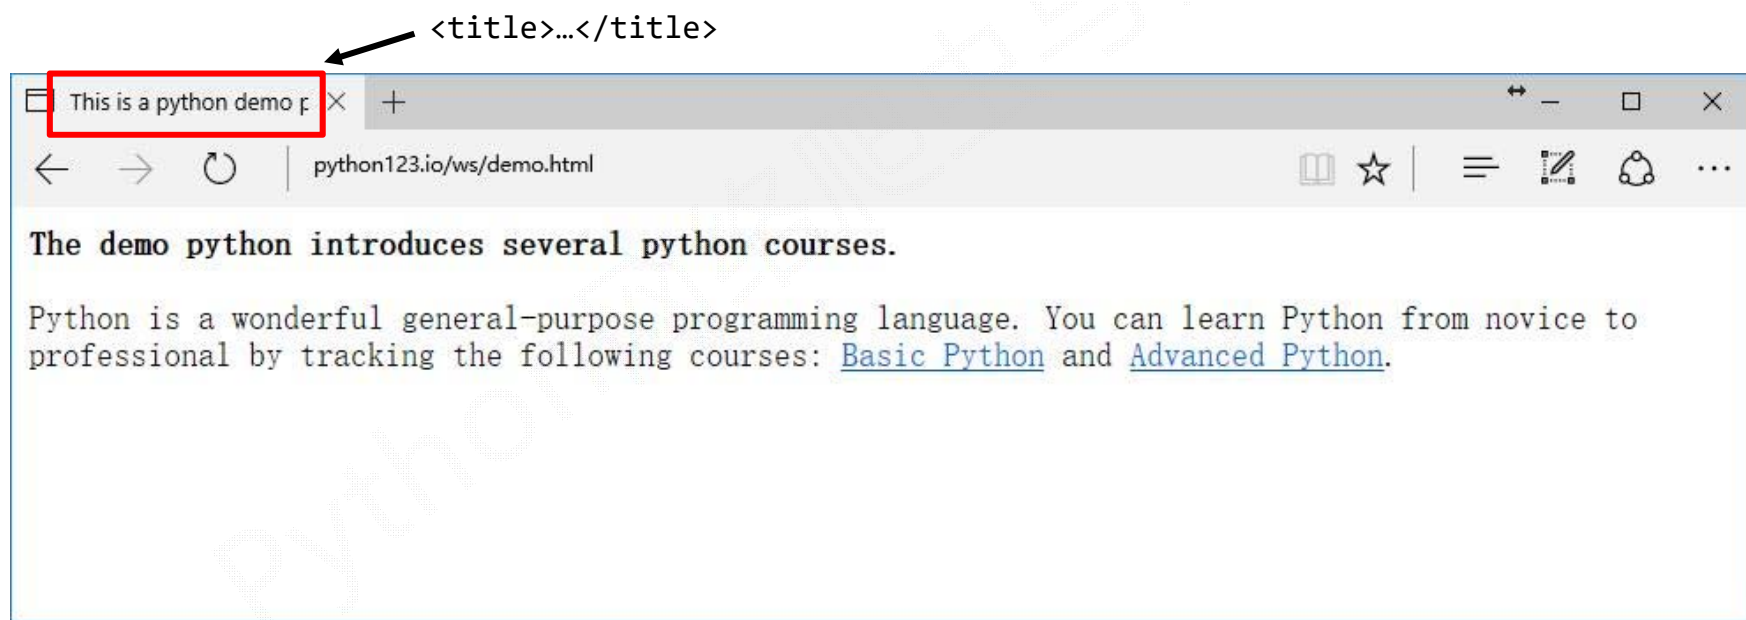 <title>…</title>
This is a python demo p
python123.io/ws/demo.html
The demo python introduces several python courses.
Python is a wonderful general-purpose programming language. You can learn Python from novice to
professional by tracking the following courses: Basic Python and Advanced Python.